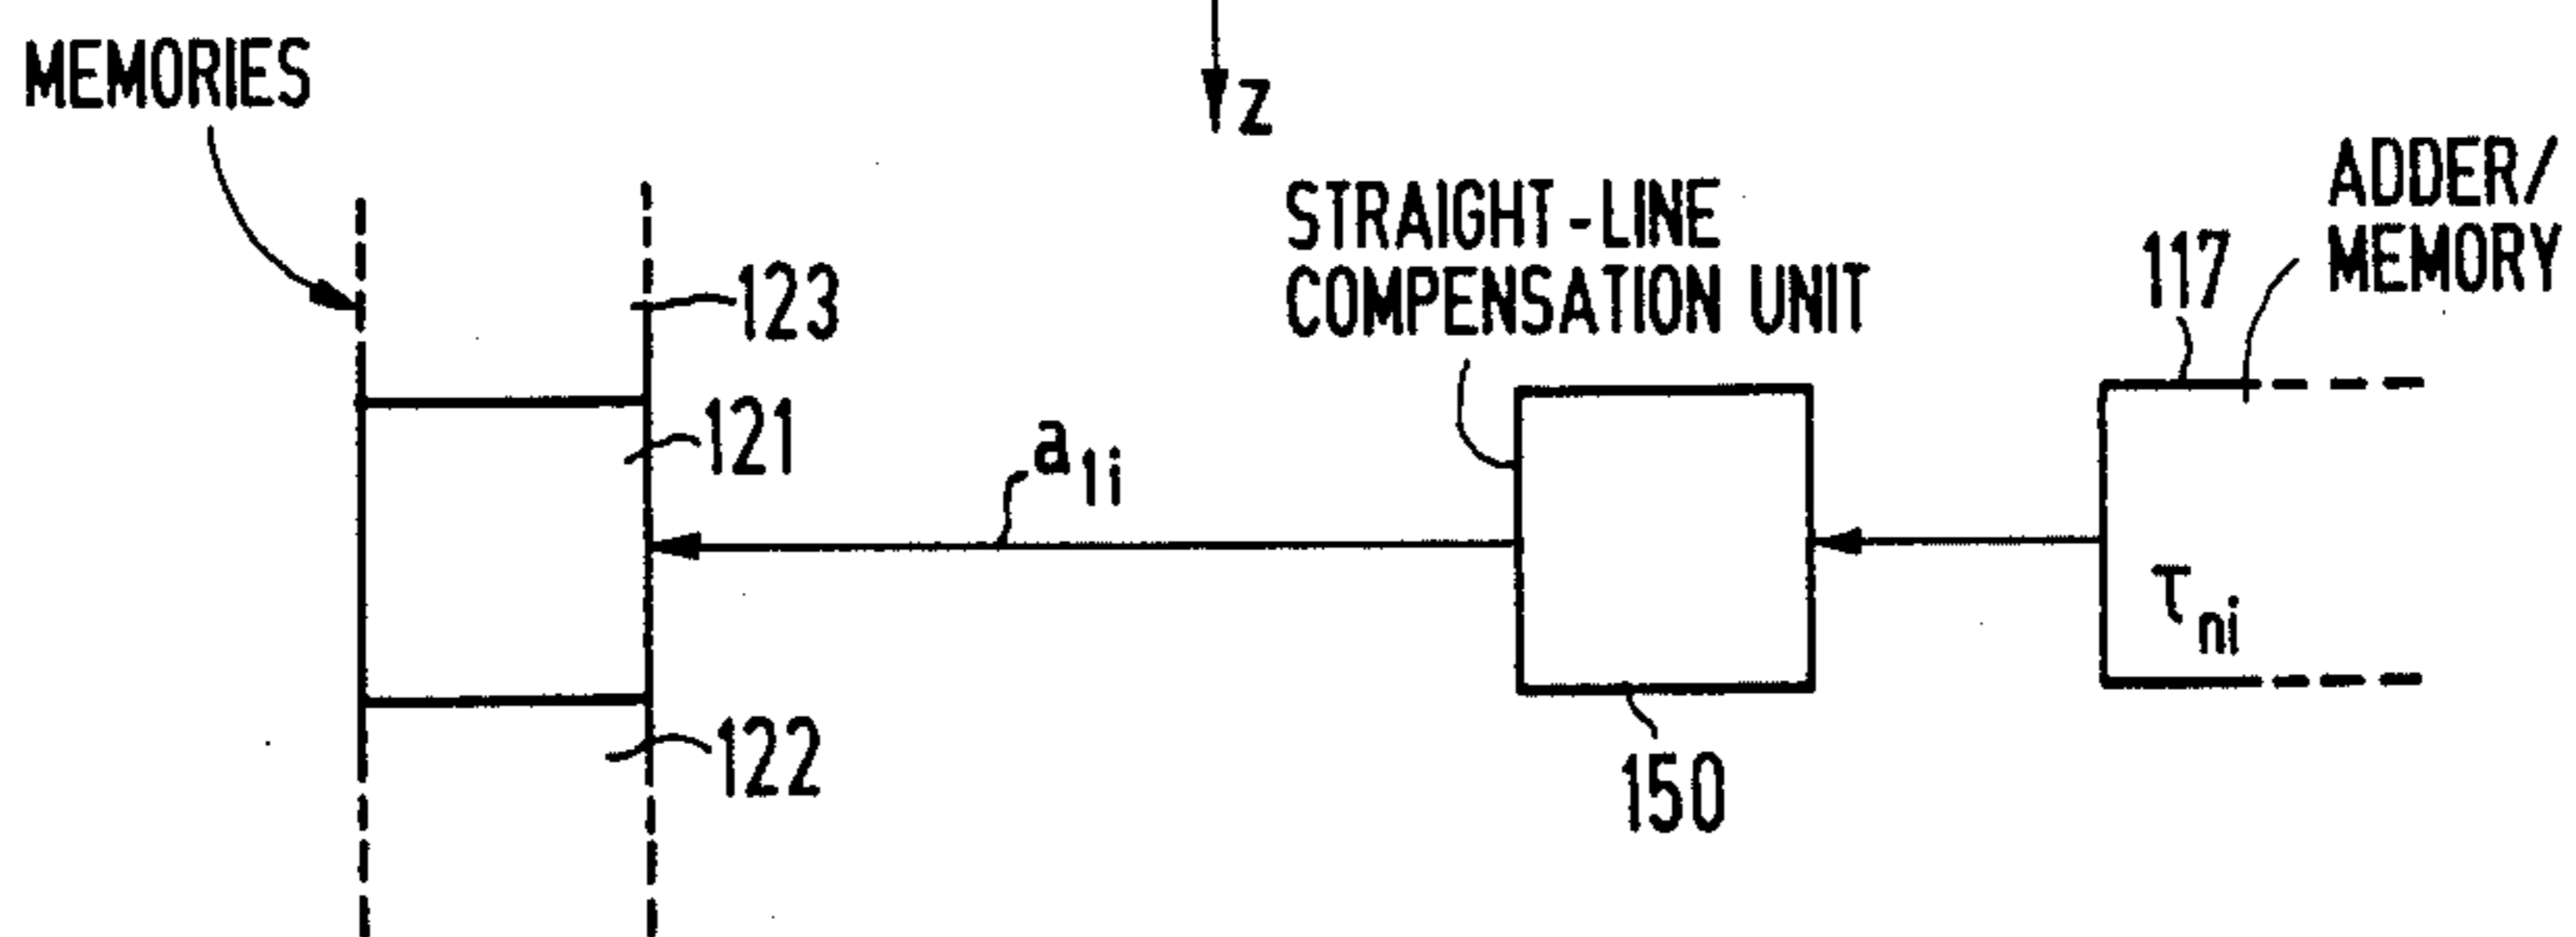 MEMORIES
Z
STRAIGHT-LINE
COMPENSATION UNIT
ADDER/
MEMORY
117
123
121
a1i
τni
122
150